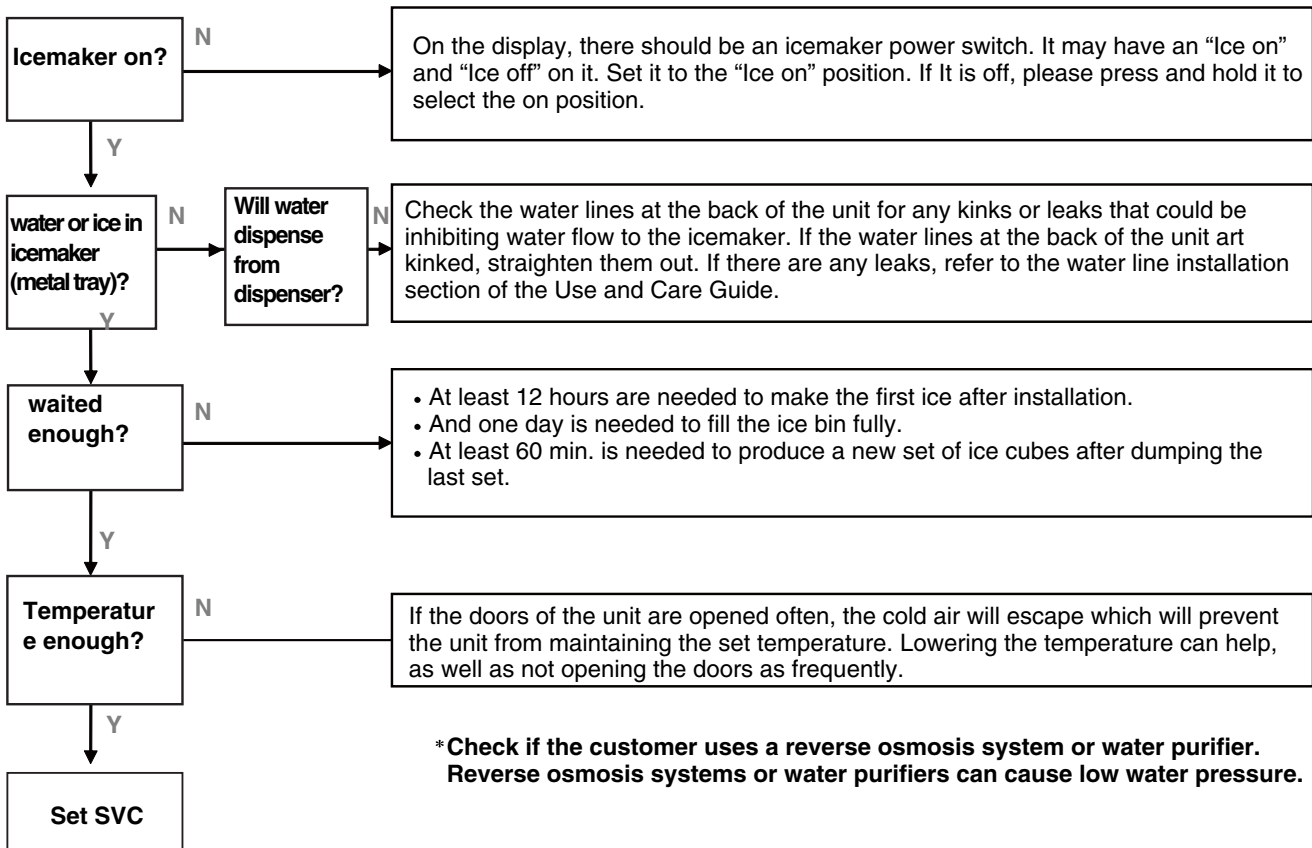 Icemaker on?
N
On the display, there should be an icemaker power switch. It may have an “Ice on”
and “Ice off” on it. Set it to the “Ice on” position. If It is off, please press and hold it to
select the on position.
Y
water or ice in
icemaker
(metal tray)?
N
Will water
dispense
from
dispenser?
N
Check the water lines at the back of the unit for any kinks or leaks that could be
inhibiting water flow to the icemaker. If the water lines at the back of the unit art
kinked, straighten them out. If there are any leaks, refer to the water line installation
section of the Use and Care Guide.
Y
waited
enough?
N
• At least 12 hours are needed to make the first ice after installation.
• And one day is needed to fill the ice bin fully.
• At least 60 min. is needed to produce a new set of ice cubes after dumping the
last set.
Y
Temperatur
e enough?
N
If the doors of the unit are opened often, the cold air will escape which will prevent
the unit from maintaining the set temperature. Lowering the temperature can help,
as well as not opening the doors as frequently.
Y
*Check if the customer uses a reverse osmosis system or water purifier.
Reverse osmosis systems or water purifiers can cause low water pressure.
Set SVC